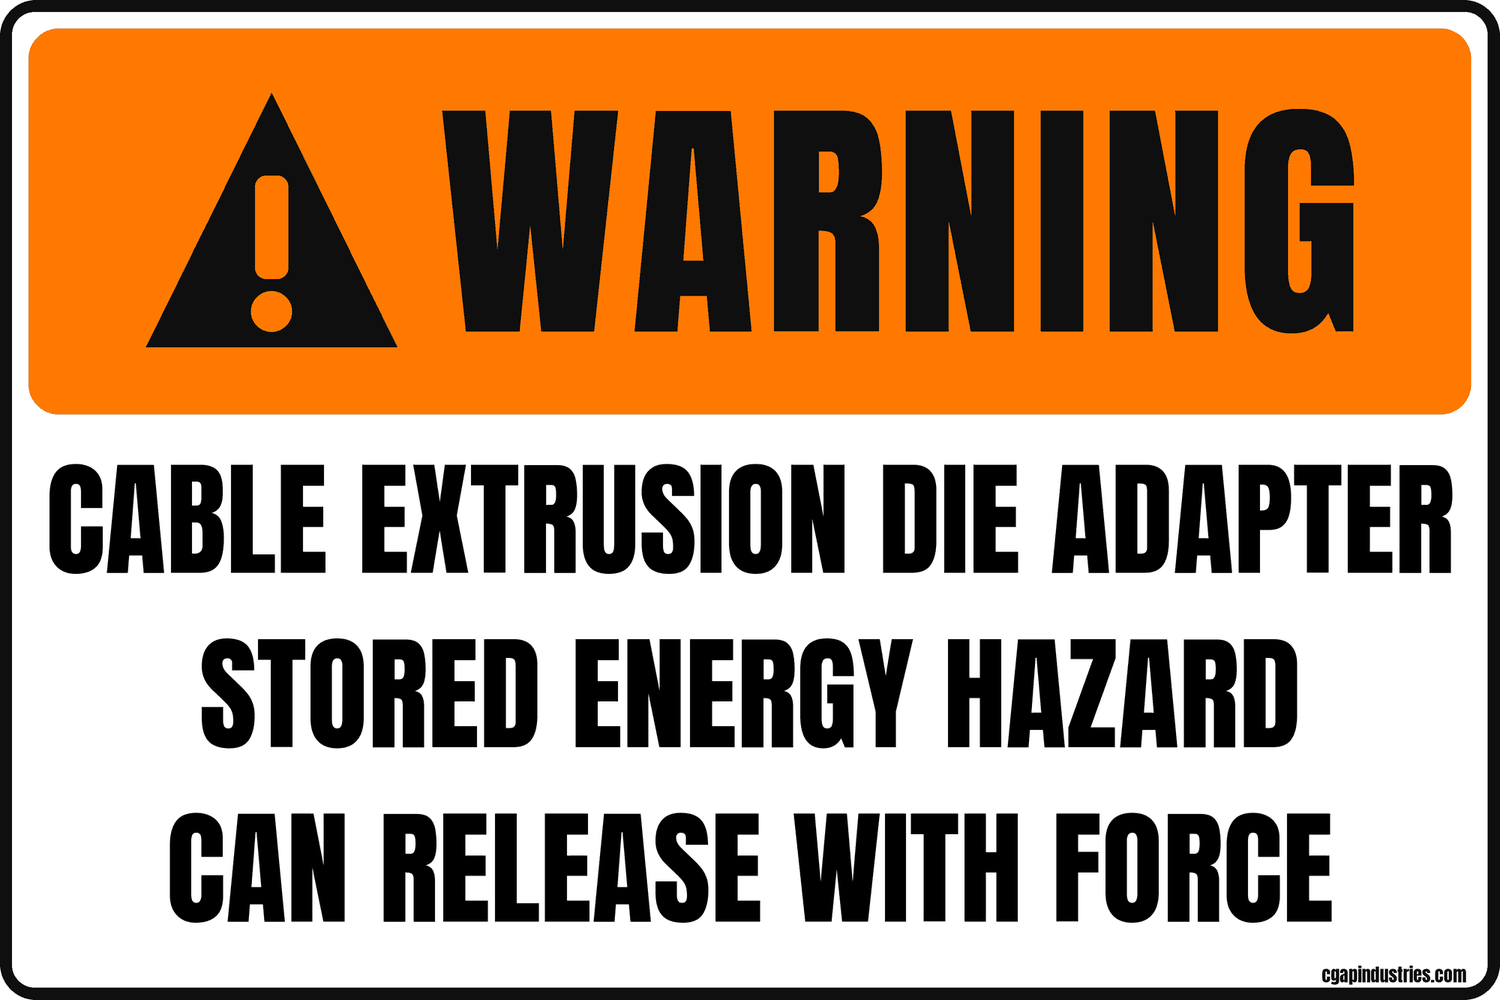 WARNING
CABLE EXTRUSION DIE ADAPTER
STORED ENERGY HAZARD
CAN RELEASE WITH FORCE
cgapindustries.com